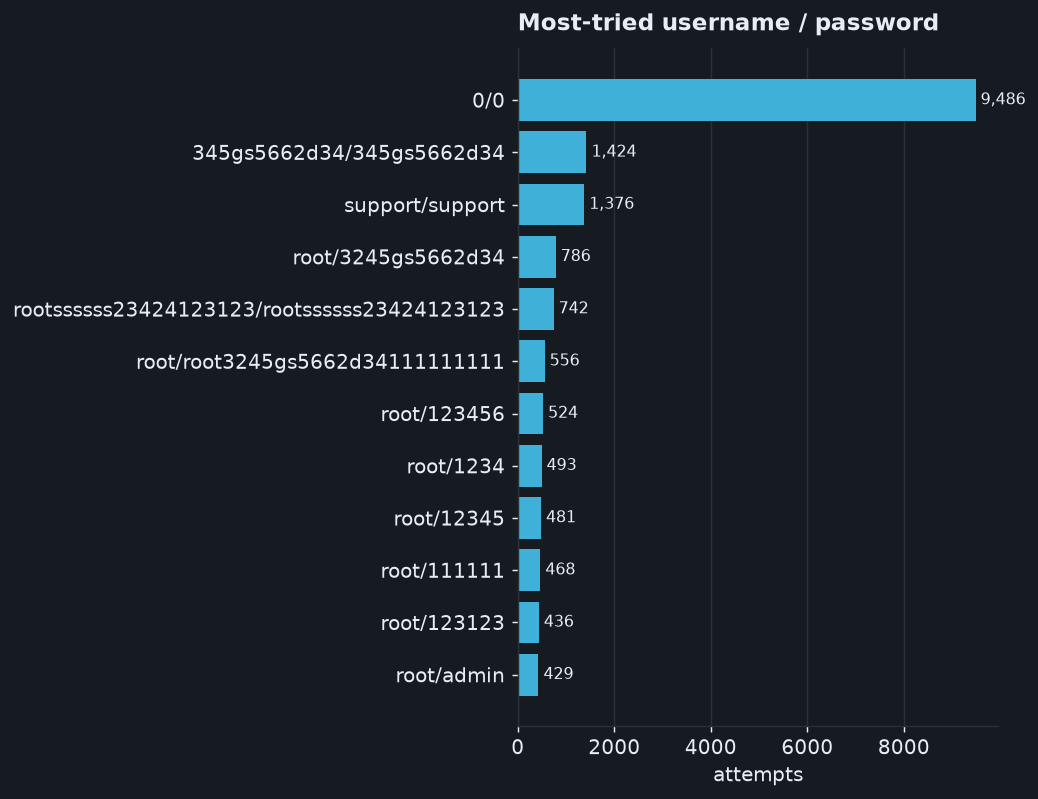 Most-tried username / password
0/0 9,486
345gs5662d34/345gs5662d34 1,424
support/support 1,376
root/3245gs5662d34 786
rootssssss23424123123/rootssssss23424123123 742
root/root3245gs5662d34111111111 556
root/123456 524
root/1234 493
root/12345 481
root/111111 468
root/123123 436
root/admin 429
0 2000 4000 6000 8000
attempts